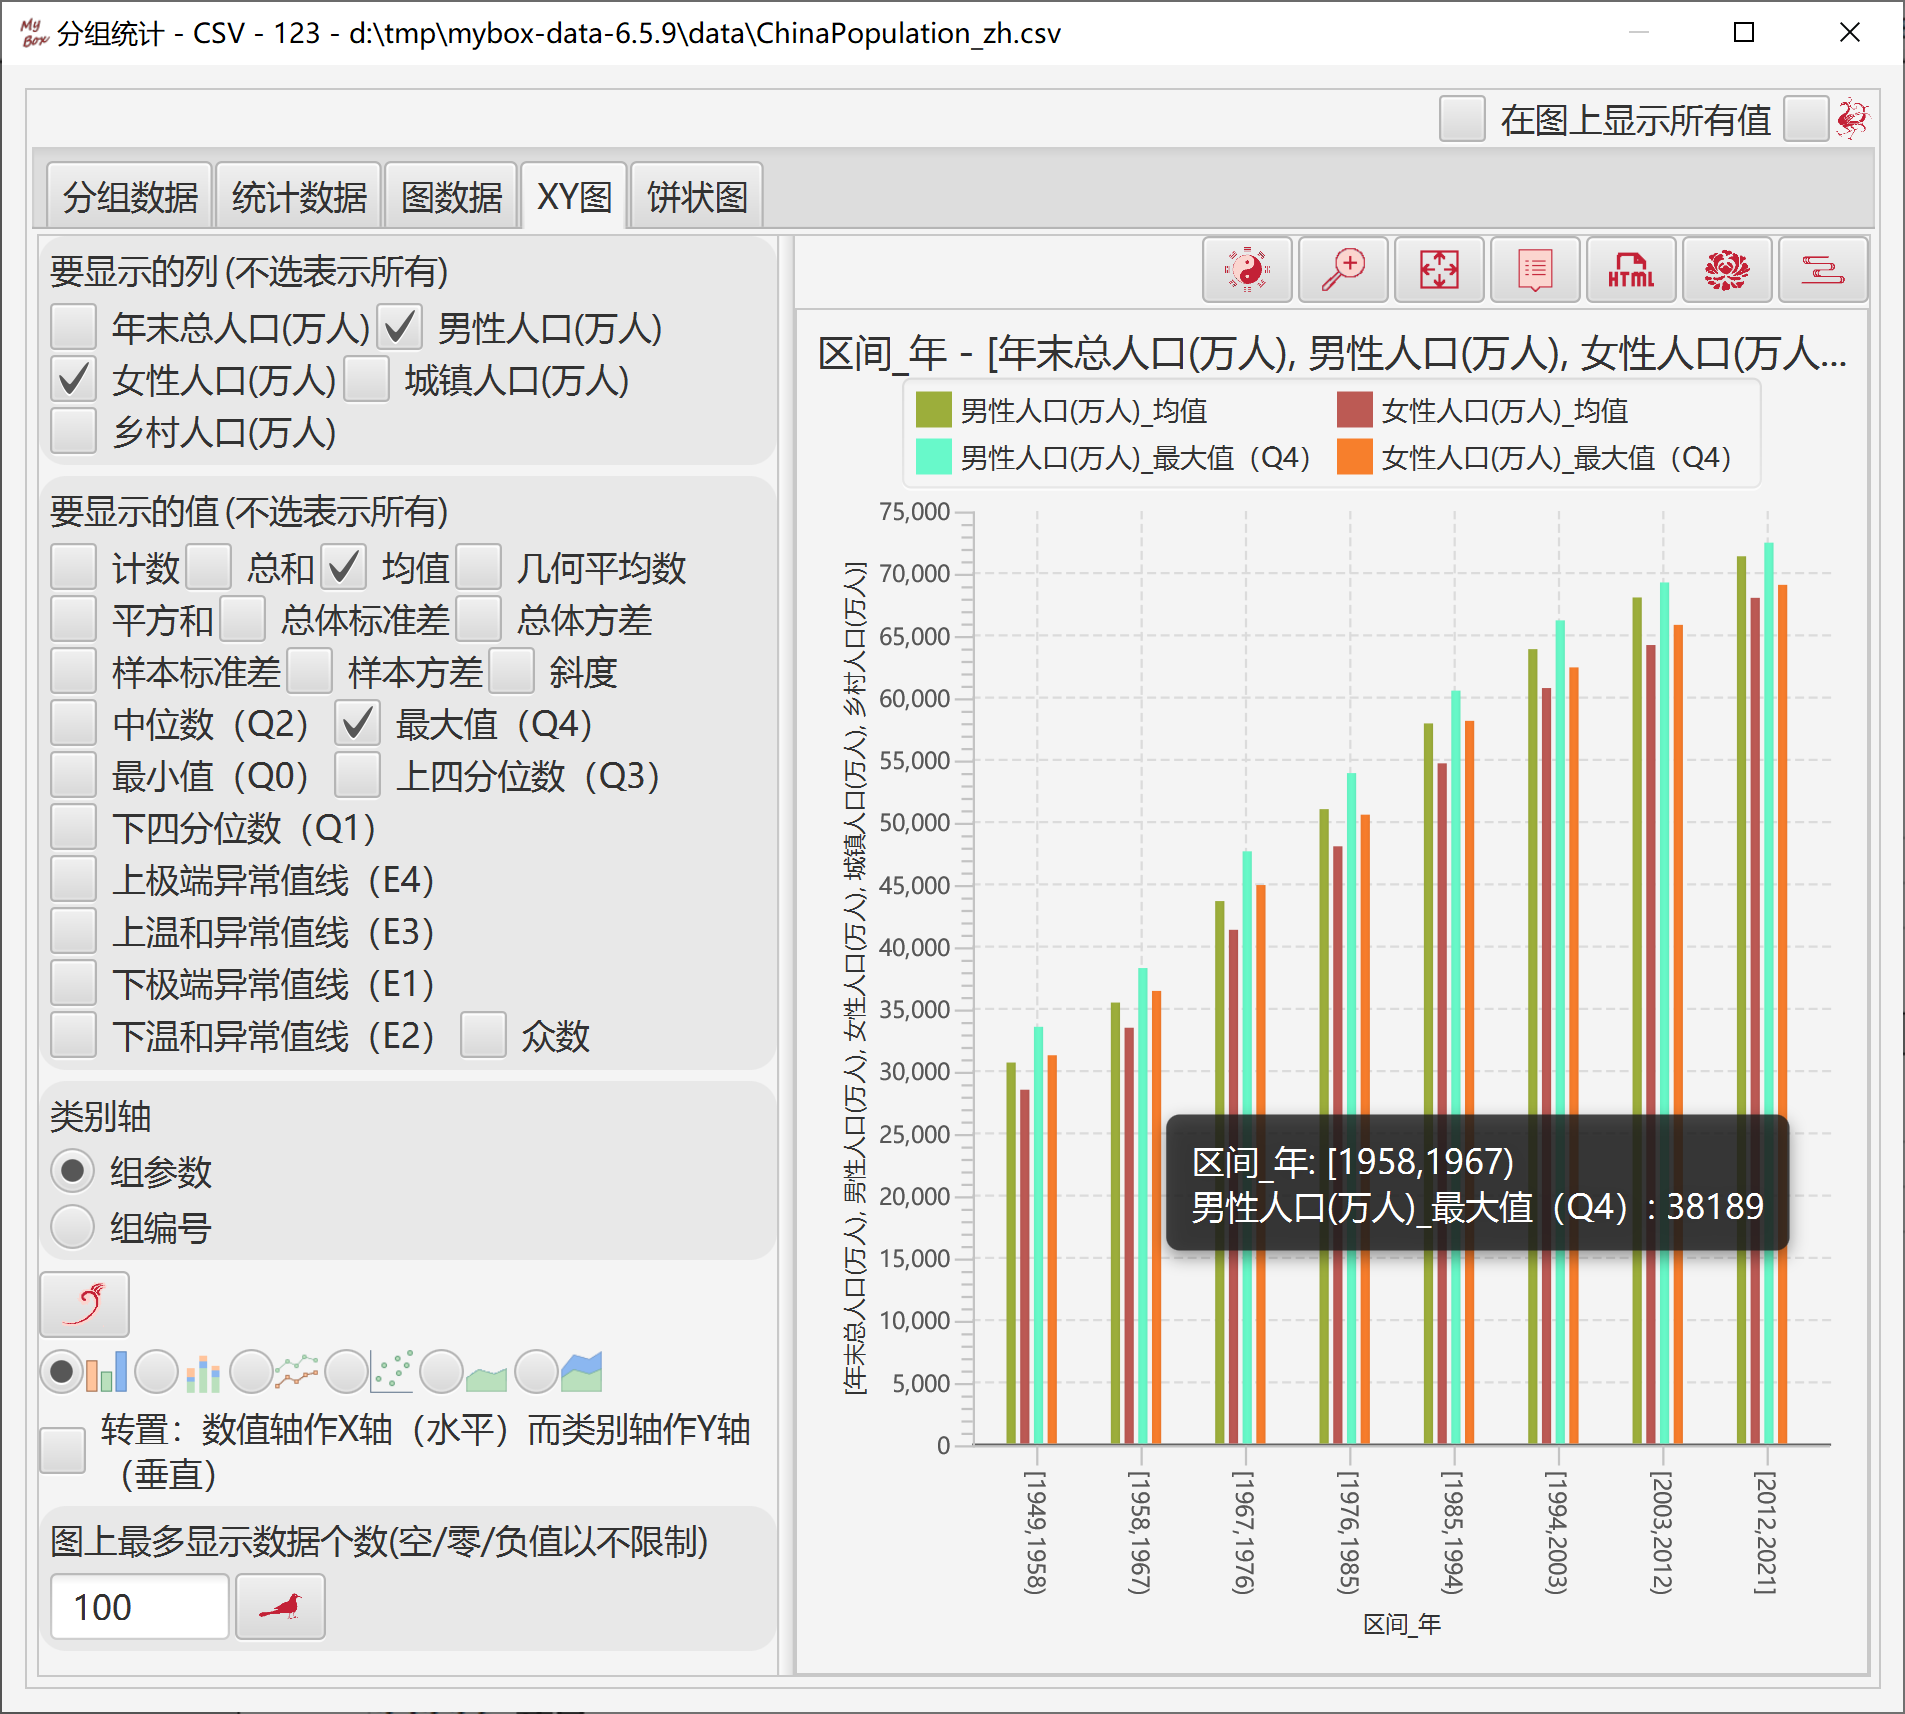 My Box
分组统计 - CSV - 123 - d:\tmp\mybox-data-6.5.9\data\ChinaPopulation_zh.csv
在图上显示所有值
分组数据 统计数据 图数据 XY图 饼状图
要显示的列(不选表示所有)
年末总人口(万人) 男性人口(万人)
女性人口(万人) 城镇人口(万人)
乡村人口(万人)
要显示的值(不选表示所有)
计数 总和 均值 几何平均数
平方和 总体标准差 总体方差
样本标准差 样本方差 斜度
中位数（Q2） 最大值（Q4）
最小值（Q0） 上四分位数（Q3）
下四分位数（Q1）
上极端异常值线（E4）
上温和异常值线（E3）
下极端异常值线（E1）
下温和异常值线（E2） 众数
类别轴
组参数
组编号
转置：数值轴作X轴（水平）而类别轴作Y轴
（垂直）
图上最多显示数据个数(空/零/负值以不限制)
100
HTML
区间_年 - [年末总人口(万人), 男性人口(万人), 女性人口(万人...
男性人口(万人)_均值 女性人口(万人)_均值
男性人口(万人)_最大值（Q4） 女性人口(万人)_最大值（Q4）
[年末总人口(万人), 男性人口(万人), 女性人口(万人), 城镇人口(万人), 乡村人口(万人)]
75,000
70,000
65,000
60,000
55,000
50,000
45,000
40,000
35,000
30,000
25,000
20,000
15,000
10,000
5,000
0
区间_年: [1958,1967)
男性人口(万人)_最大值（Q4）: 38189
[1949,1958) [1958,1967) [1967,1976) [1976,1985) [1985,1994) [1994,2003) [2003,2012) [2012,2021]
区间_年